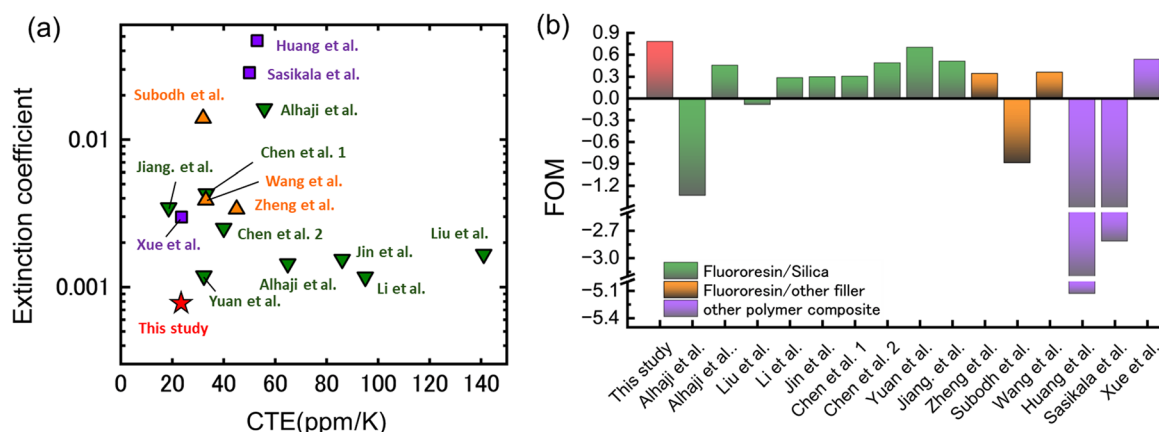 (a)
Extinction coefficient
0.01
0.001
Huang et al.
Sasikala et al.
Subodh et al.
Alhaji et al.
Jiang. et al.
Chen et al. 1
Wang et al.
Zheng et al.
Xue et al.
Chen et al. 2
Liu et al.
Jin et al.
Alhaji et al.
Li et al.
Yuan et al.
This study
0 20 40 60 80 100 120 140
CTE(ppm/K)
(b)
FOM
0.9
0.6
0.3
0.0
−0.3
−0.6
−0.9
−1.2
−2.7
−3.0
−5.1
−5.4
Fluororesin/Silica
Fluororesin/other filler
other polymer composite
This study
Alhaji et al.
Alhaji et al..
Liu et al.
Li et al.
Jin et al.
Chen et al. 1
Chen et al. 2
Yuan et al.
Jiang. et al.
Zheng et al.
Subodh et al.
Wang et al.
Huang et al.
Sasikala et al.
Xue et al.